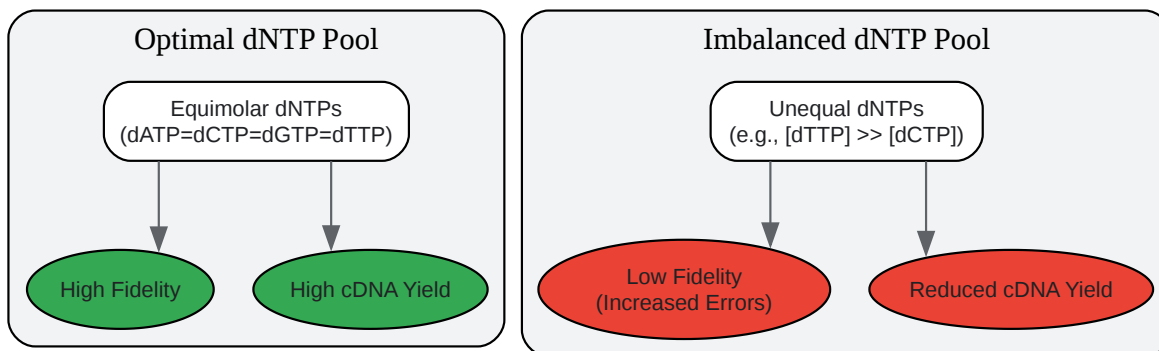 Optimal dNTP Pool
Equimolar dNTPs
(dATP=dCTP=dGTP=dTTP)
High Fidelity
High cDNA Yield
Imbalanced dNTP Pool
Unequal dNTPs
(e.g., [dTTP] >> [dCTP])
Low Fidelity
(Increased Errors)
Reduced cDNA Yield